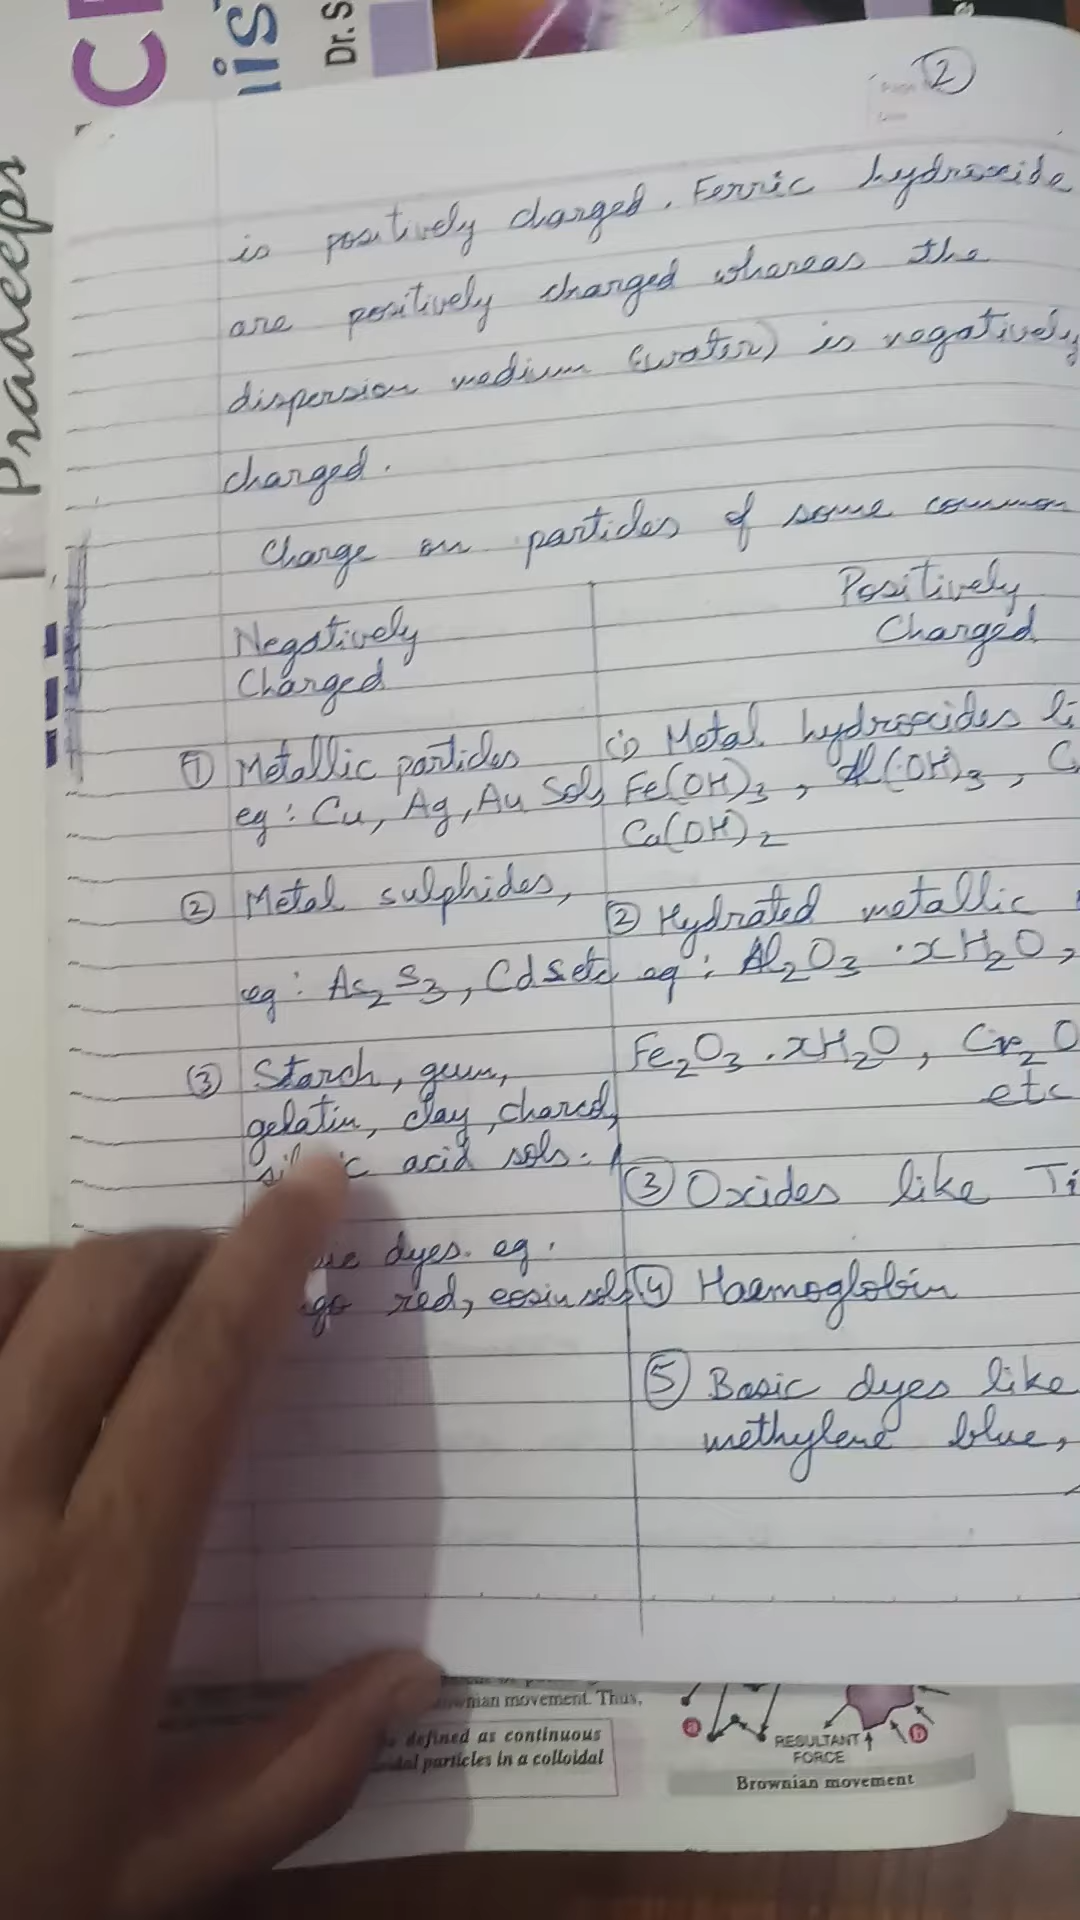 Pradeeps
Dr. S
2
is positively charged. Ferric hydroxide
are positively charged whereas the
dispersion medium (water) is negatively
charged.
Charge on particles of some common
Negatively
Charged
Positively
Charged
① Metallic particles
eg: Cu, Ag, Au Sols
② Metal sulphides,
eg: As₂S₃, CdS etc
③ Starch, gum,
gelatin, clay, charcol,
acid sols.
dyes. eg.
red, eosin sols
(i) Metal hydroxides li
Fe(OH)₃, Al(OH)₃, C
Ca(OH)₂
② Hydrated metallic
eg: Al₂O₃ .xH₂O,
Fe₂O₃ .xH₂O, Cr₂O
etc
③ Oxides like Ti
④ Haemoglobin
⑤ Basic dyes like
methylene blue,
ownian movement. Thus,
defined as continuous
particles in a colloidal
a
b
RESULTANT
FORCE
Brownian movement